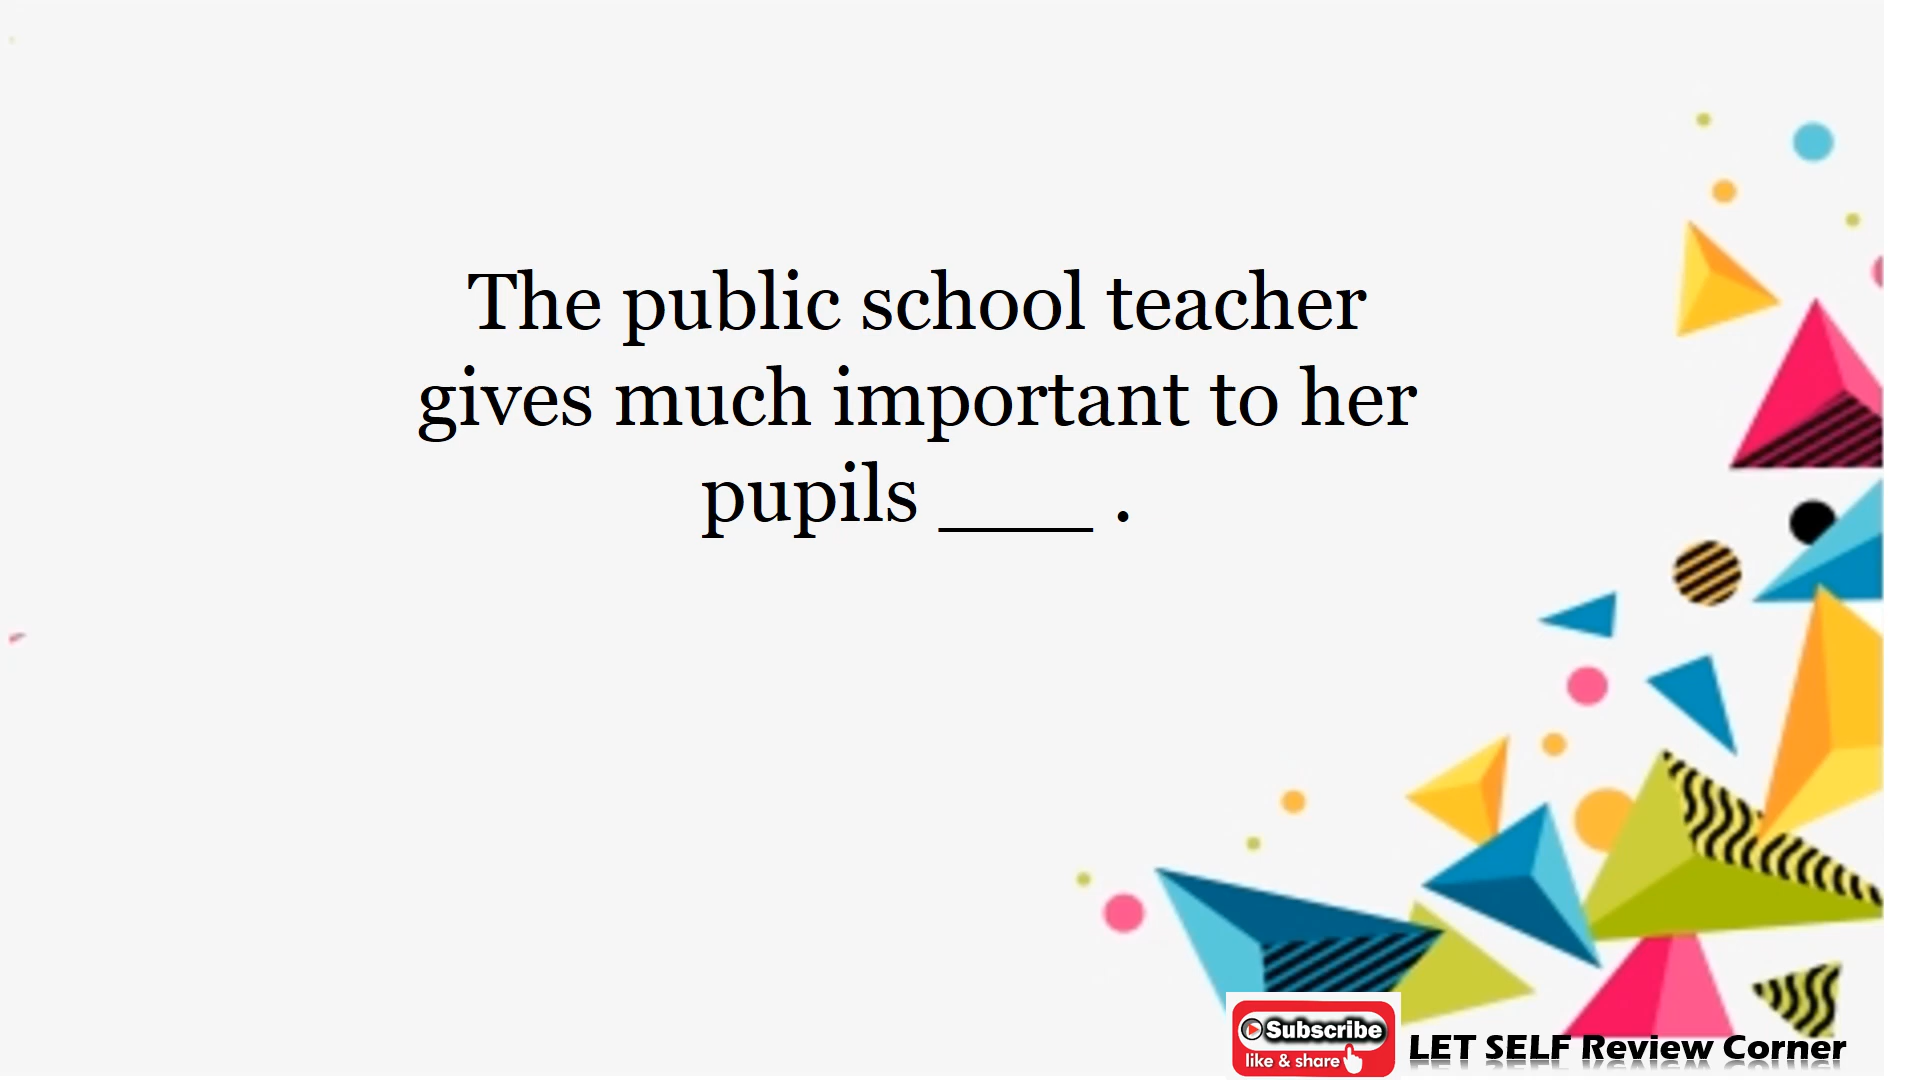 The public school teacher
gives much important to her
pupils ____ .
Subscribe
like & share
LET SELF Review Corner